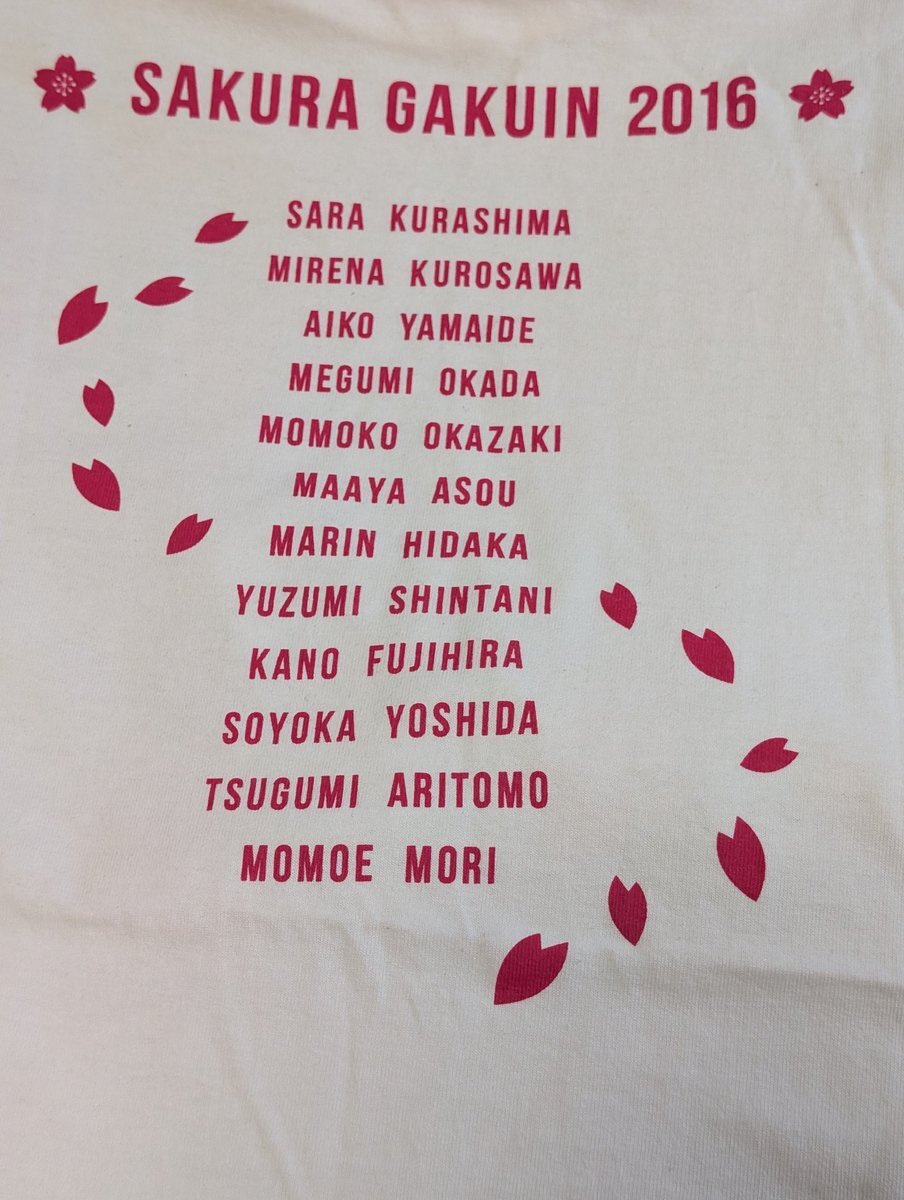 SAKURA GAKUIN 2016
SARA KURASHIMA
MIRENA KUROSAWA
AIKO YAMAIDE
MEGUMI OKADA
MOMOKO OKAZAKI
MAAYA ASOU
MARIN HIDAKA
YUZUMI SHINTANI
KANO FUJIHIRA
SOYOKA YOSHIDA
TSUGUMI ARITOMO
MOMOE MORI